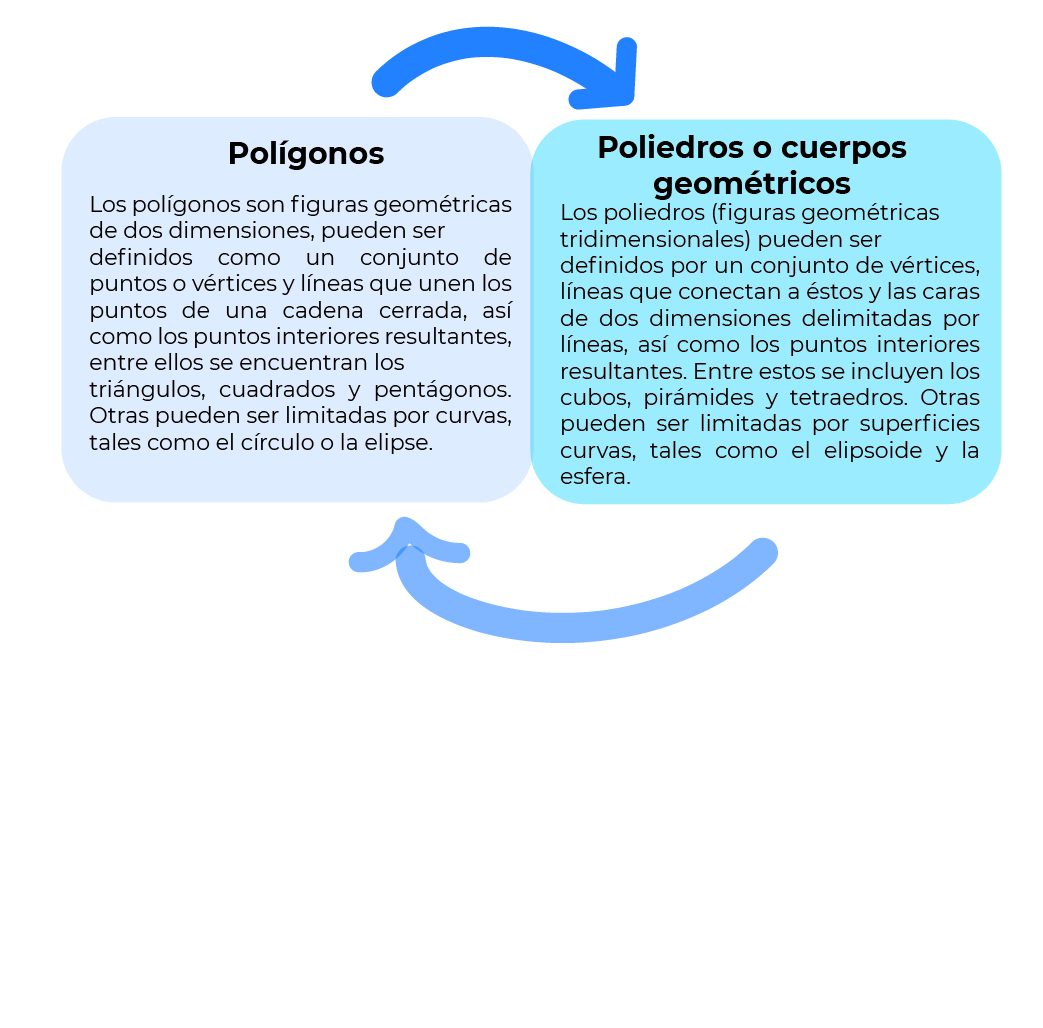 Polígonos
Los polígonos son figuras geométricas
de dos dimensiones, pueden ser
definidos como un conjunto de
puntos o vértices y líneas que unen los
puntos de una cadena cerrada, así
como los puntos interiores resultantes,
entre ellos se encuentran los
triángulos, cuadrados y pentágonos.
Otras pueden ser limitadas por curvas,
tales como el círculo o la elipse.
Poliedros o cuerpos
geométricos
Los poliedros (figuras geométricas
tridimensionales) pueden ser
definidos por un conjunto de vértices,
líneas que conectan a éstos y las caras
de dos dimensiones delimitadas por
líneas, así como los puntos interiores
resultantes. Entre estos se incluyen los
cubos, pirámides y tetraedros. Otras
pueden ser limitadas por superficies
curvas, tales como el elipsoide y la
esfera.